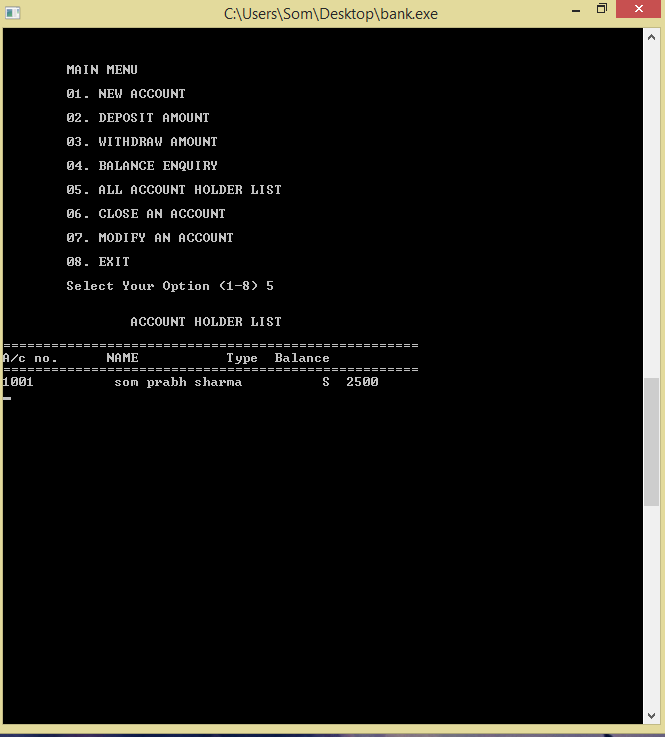 C:\Users\Som\Desktop\bank.exe
MAIN MENU
01. NEW ACCOUNT
02. DEPOSIT AMOUNT
03. WITHDRAW AMOUNT
04. BALANCE ENQUIRY
05. ALL ACCOUNT HOLDER LIST
06. CLOSE AN ACCOUNT
07. MODIFY AN ACCOUNT
08. EXIT
Select Your Option (1-8) 5
ACCOUNT HOLDER LIST
====================================================
A/c no.      NAME           Type  Balance
====================================================
1001          som prabh sharma          S  2500